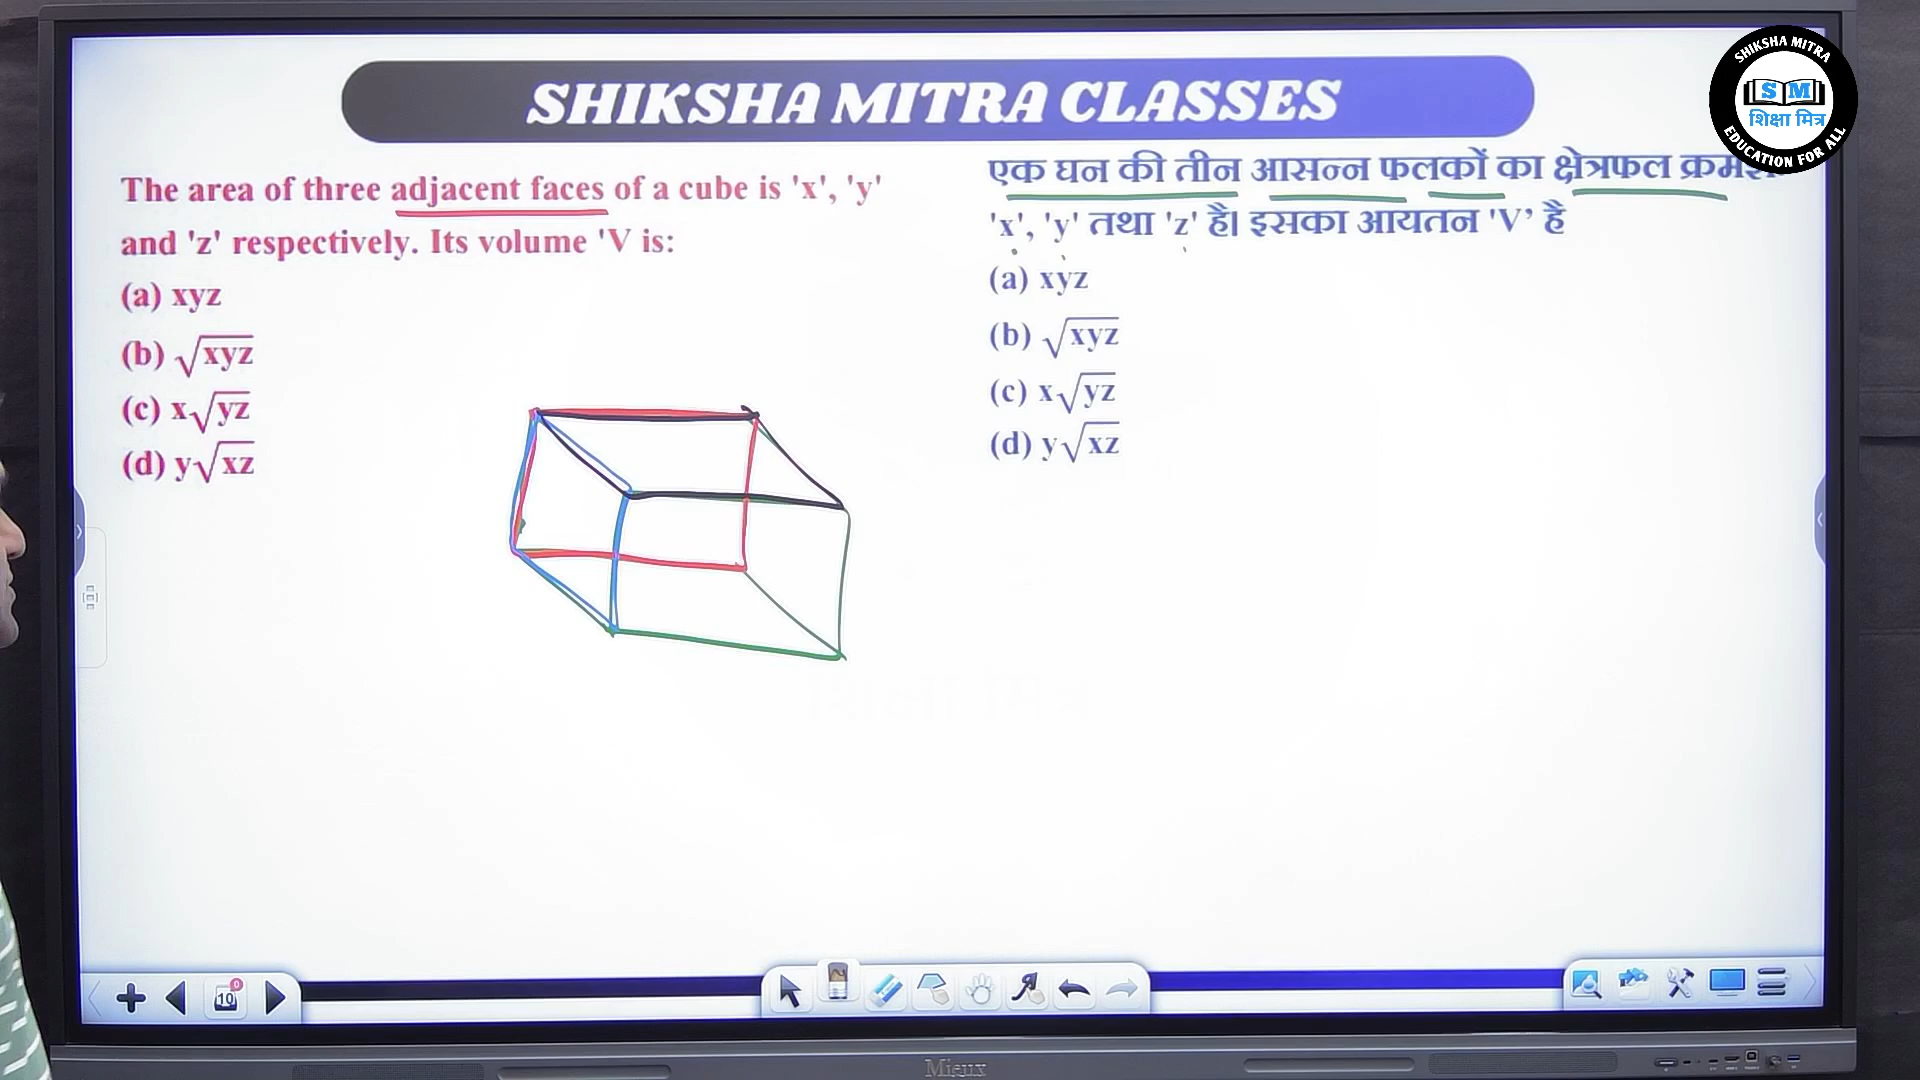 SHIKSHA MITRA CLASSES
SHIKSHA MITRA
SM
शिक्षा मित्र
EDUCATION FOR ALL
The area of three adjacent faces of a cube is 'x', 'y'
and 'z' respectively. Its volume 'V is:
(a) xyz
(b) √xyz
(c) x√yz
(d) y√xz
एक घन की तीन आसन्न फलकों का क्षेत्रफल
'x', 'y' तथा 'z' है। इसका आयतन 'V’ है
(a) xyz
(b) √xyz
(c) x√yz
(d) y√xz
10
0